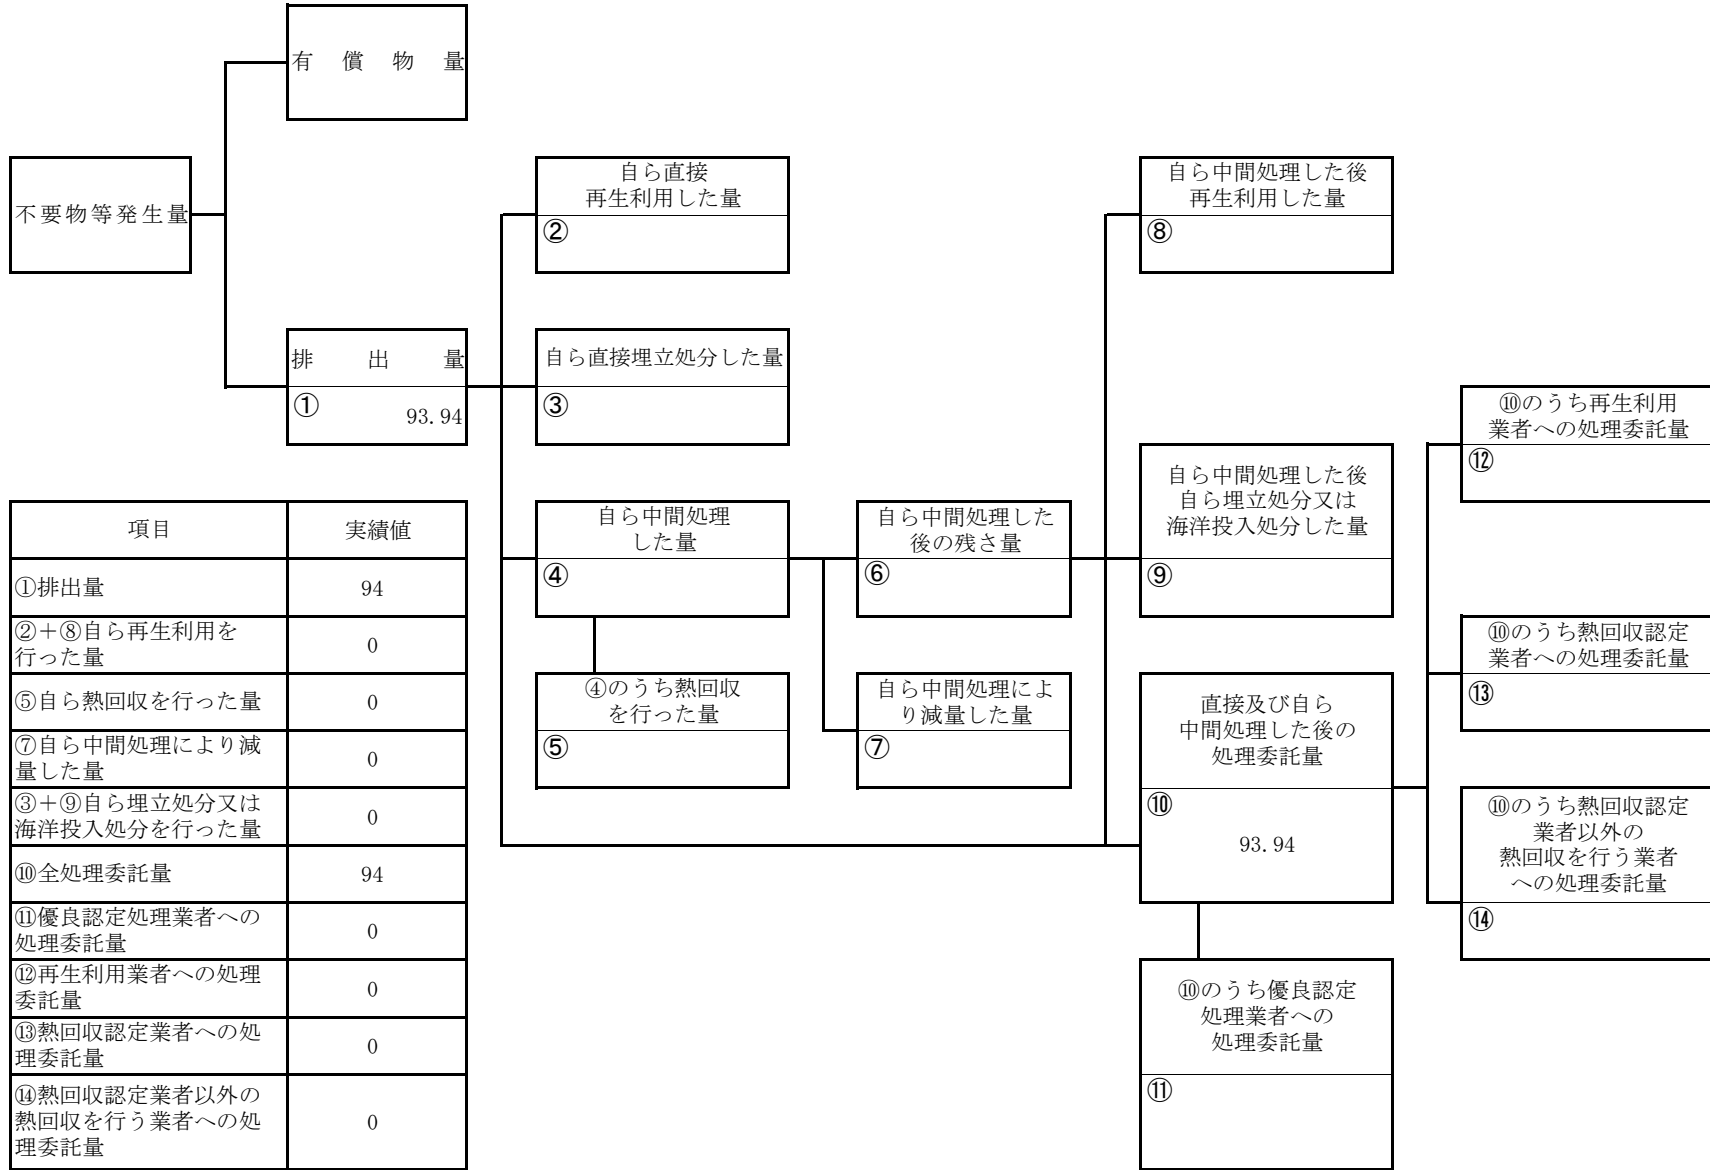 有償物量
不要物等発生量
自ら直接
再生利用した量
②
自ら中間処理した後
再生利用した量
⑧
排出量
①
93.94
自ら直接埋立処分した量
③
⑩のうち再生利用
業者への処理委託量
⑫
自ら中間処理
した量
④
自ら中間処理した
後の残さ量
⑥
自ら中間処理した後
自ら埋立処分又は
海洋投入処分した量
⑨
⑩のうち熱回収認定
業者への処理委託量
⑬
④のうち熱回収
を行った量
⑤
自ら中間処理によ
り減量した量
⑦
直接及び自ら
中間処理した後の
処理委託量
⑩
93.94
⑩のうち熱回収認定
業者以外の
熱回収を行う業者
への処理委託量
⑭
⑩のうち優良認定
処理業者への
処理委託量
⑪
項目 実績値
①排出量 94
②＋⑧自ら再生利用を
行った量 0
⑤自ら熱回収を行った量 0
⑦自ら中間処理により減
量した量 0
③＋⑨自ら埋立処分又は
海洋投入処分を行った量 0
⑩全処理委託量 94
⑪優良認定処理業者への
処理委託量 0
⑫再生利用業者への処理
委託量 0
⑬熱回収認定業者への処
理委託量 0
⑭熱回収認定業者以外の
熱回収を行う業者への処
理委託量 0